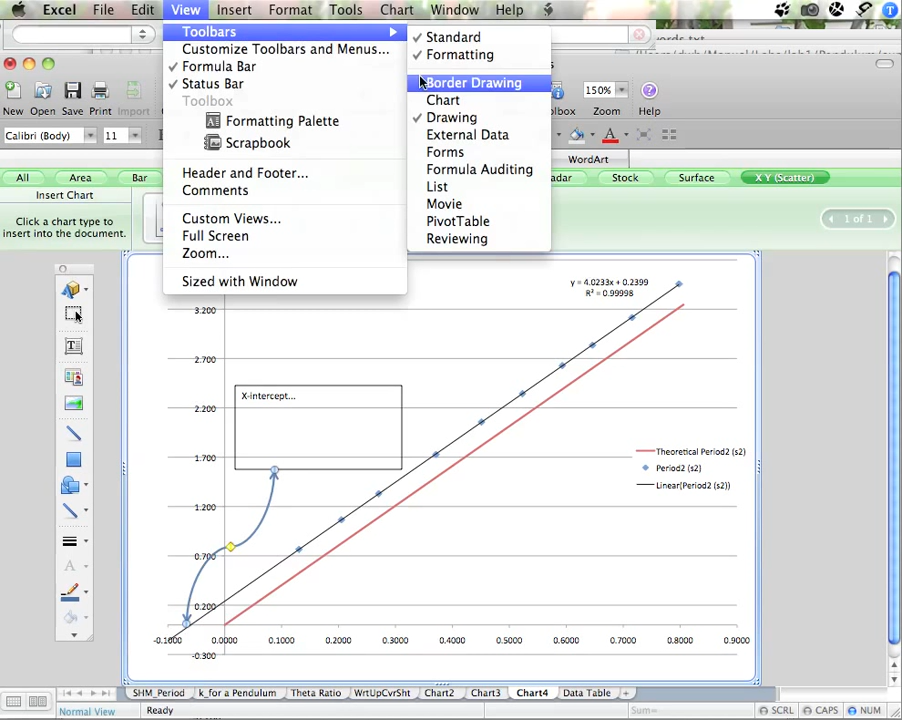 Excel File Edit View Insert Format Tools Chart Window Help
Toolbars
Customize Toolbars and Menus...
Formula Bar
Status Bar
Toolbox
Formatting Palette
Scrapbook
Header and Footer...
Comments
Custom Views...
Full Screen
Zoom...
Sized with Window
Standard
Formatting
Border Drawing
Chart
Drawing
External Data
Forms
Formula Auditing
List
Movie
PivotTable
Reviewing
150%
New Open Save Print Import
Zoom Help
Calibri (Body) 11
WordArt
All Area Bar
Stock Surface X Y (Scatter)
Insert Chart
Click a chart type to
insert into the document.
1 of 1
y = 4.0233x + 0.2399
R² = 0.99998
3.200
2.700
2.200
1.700
1.200
0.700
0.200
-0.300
X-intercept...
Theoretical Period2 (s2)
Period2 (s2)
Linear(Period2 (s2))
-0.1000 0.0000 0.1000 0.2000 0.3000 0.4000 0.5000 0.6000 0.7000 0.8000 0.9000
SHM_Period k_for a Pendulum Theta Ratio WrtUpCvrSht Chart2 Chart3 Chart4 Data Table
Normal View Ready Sum= SCRL CAPS NUM